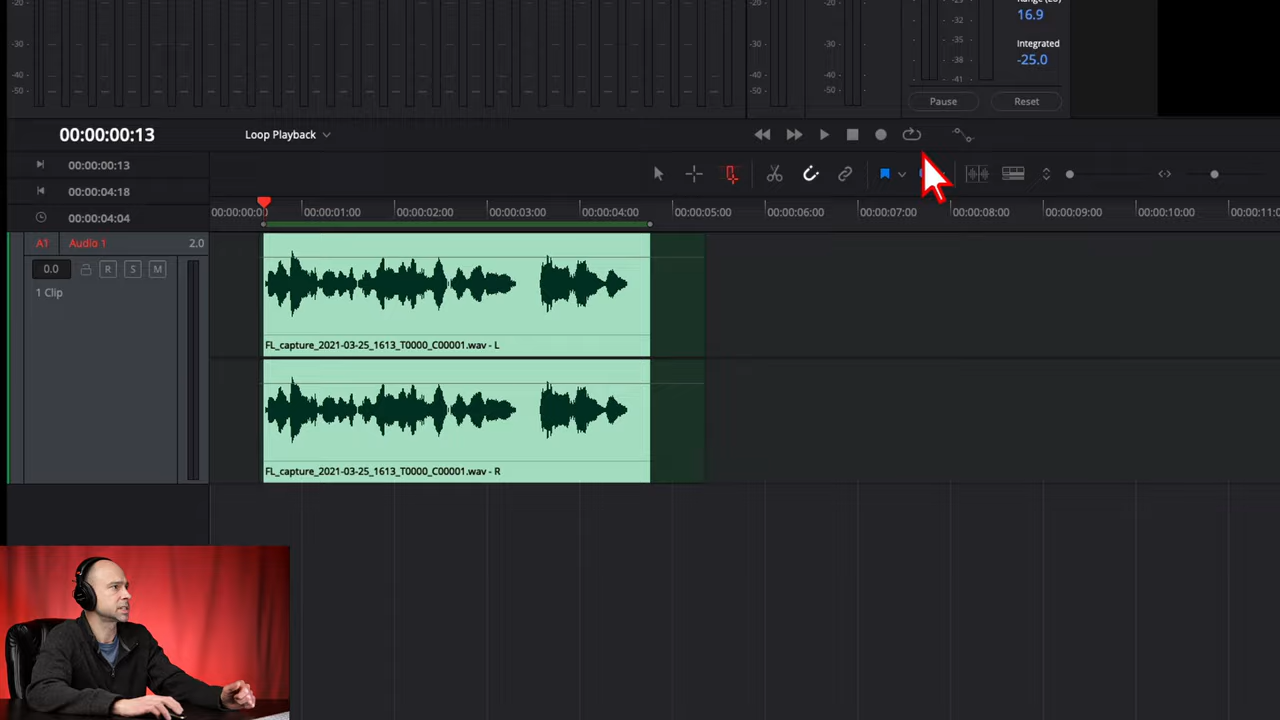 -20 -20 -20 -23 Range (LU)
-29 16.9
-30 -30 -30 -32
-35 Integrated
-40 -40 -40 -38 -25.0
-50 -50 -50 -41
Pause Reset
00:00:00:13 Loop Playback
00:00:00:13
00:00:04:18
00:00:04:04
00:00:00:0 00:00:01:00 00:00:02:00 00:00:03:00 00:00:04:00 00:00:05:00 00:00:06:00 00:00:07:00 00:00:08:00 00:00:09:00 00:00:10:00 00:00:11:0
A1 Audio 1 2.0
0.0 R S M
1 Clip
FL_capture_2021-03-25_1613_T0000_C00001.wav - L
FL_capture_2021-03-25_1613_T0000_C00001.wav - R